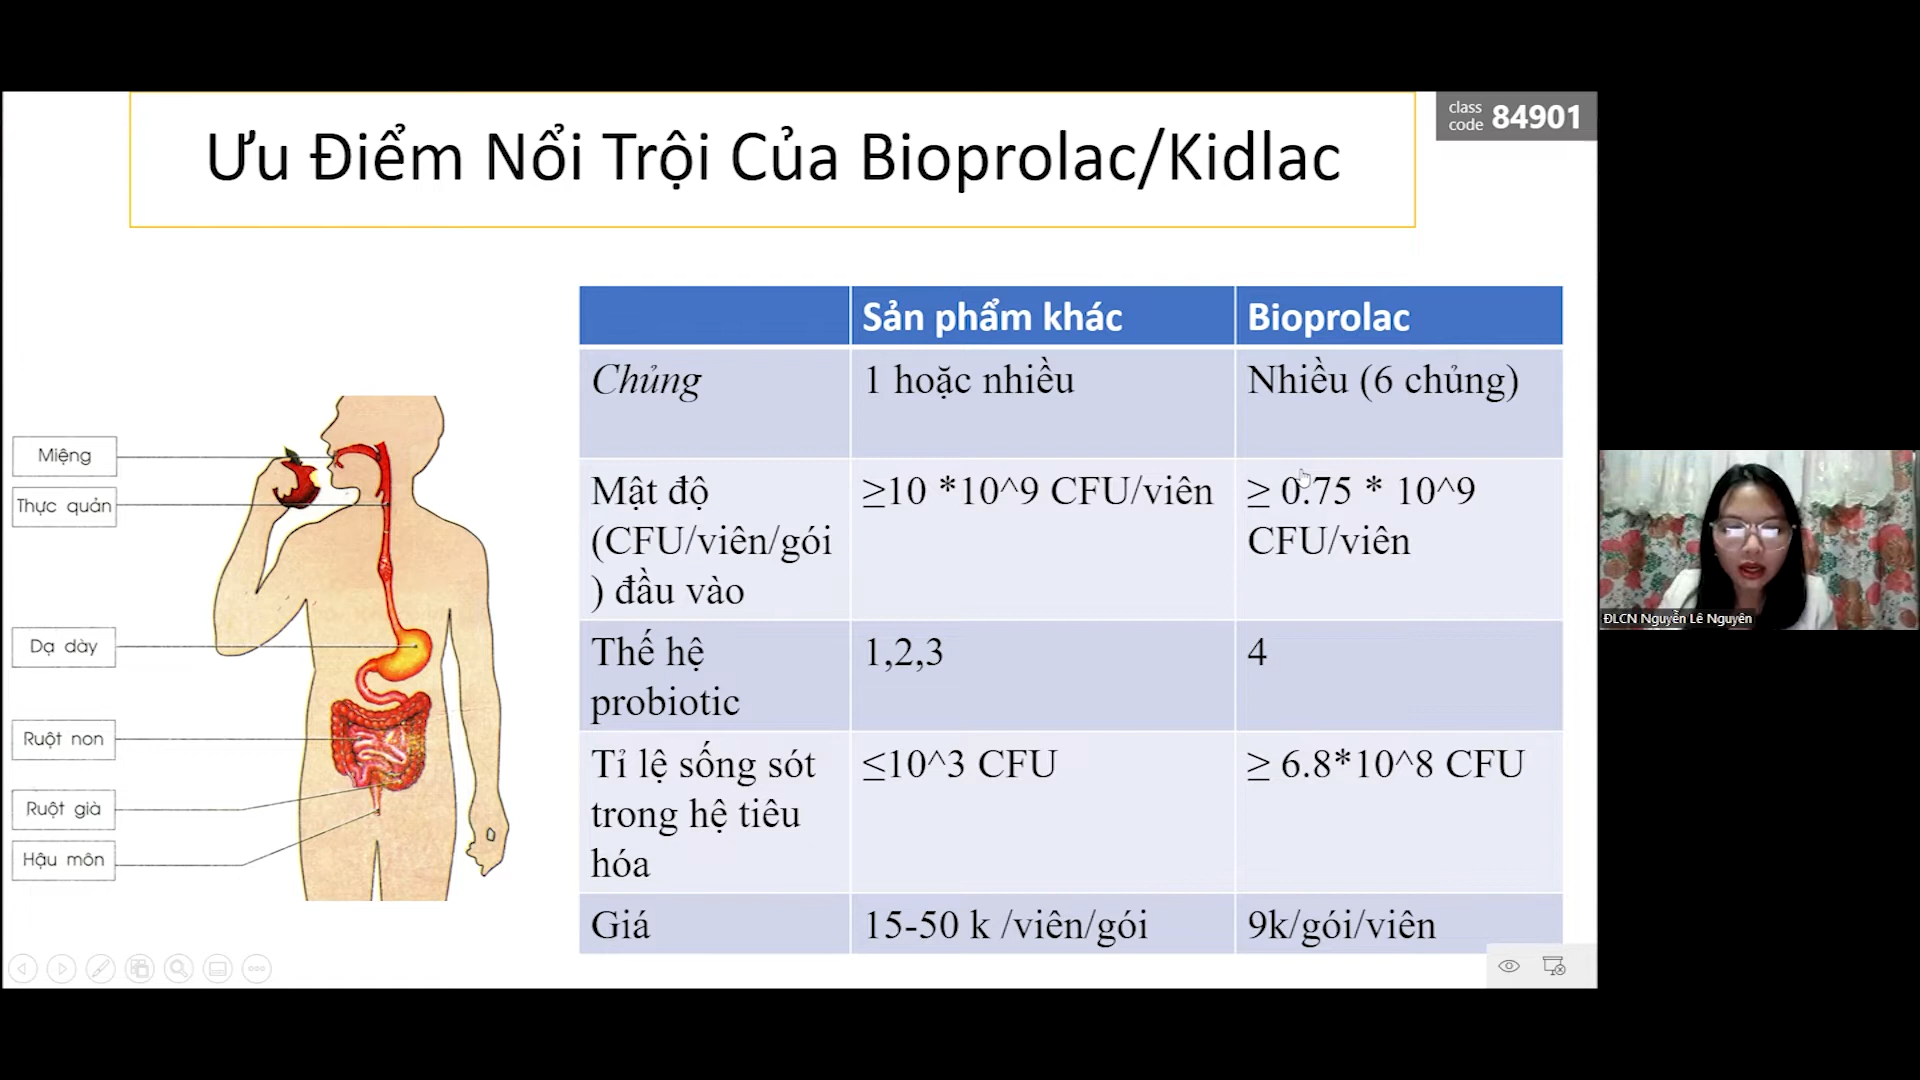 class
code 84901
Ưu Điểm Nổi Trội Của Bioprolac/Kidlac
Miệng
Thực quản
Dạ dày
Ruột non
Ruột già
Hậu môn
Sản phẩm khác Bioprolac
Chủng 1 hoặc nhiều Nhiều (6 chủng)
Mật độ ≥10 *10^9 CFU/viên ≥ 0.75 * 10^9
(CFU/viên/gói CFU/viên
) đầu vào
Thế hệ 1,2,3 4
probiotic
Tỉ lệ sống sót ≤10^3 CFU ≥ 6.8*10^8 CFU
trong hệ tiêu
hóa
Giá 15-50 k /viên/gói 9k/gói/viên
ĐLCN Nguyễn Lê Nguyên